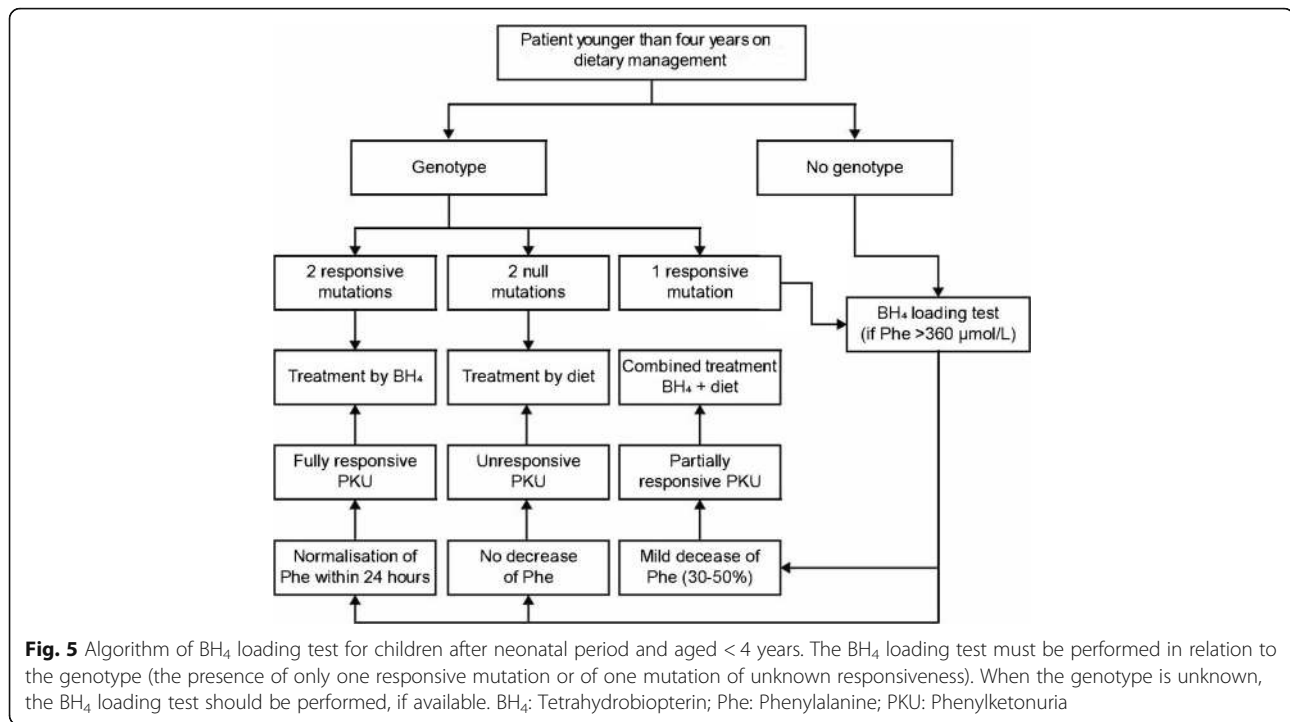 Patient younger than four years on
dietary management
Genotype
No genotype
2 responsive
mutations
2 null
mutations
1 responsive
mutation
BH₄ loading test
(if Phe >360 µmol/L)
Treatment by BH₄
Treatment by diet
Combined treatment
BH₄ + diet
Fully responsive
PKU
Unresponsive
PKU
Partially
responsive PKU
Normalisation of
Phe within 24 hours
No decrease
of Phe
Mild decease of
Phe (30-50%)
Fig. 5 Algorithm of BH₄ loading test for children after neonatal period and aged < 4 years. The BH₄ loading test must be performed in relation to
the genotype (the presence of only one responsive mutation or of one mutation of unknown responsiveness). When the genotype is unknown,
the BH₄ loading test should be performed, if available. BH₄: Tetrahydrobiopterin; Phe: Phenylalanine; PKU: Phenylketonuria